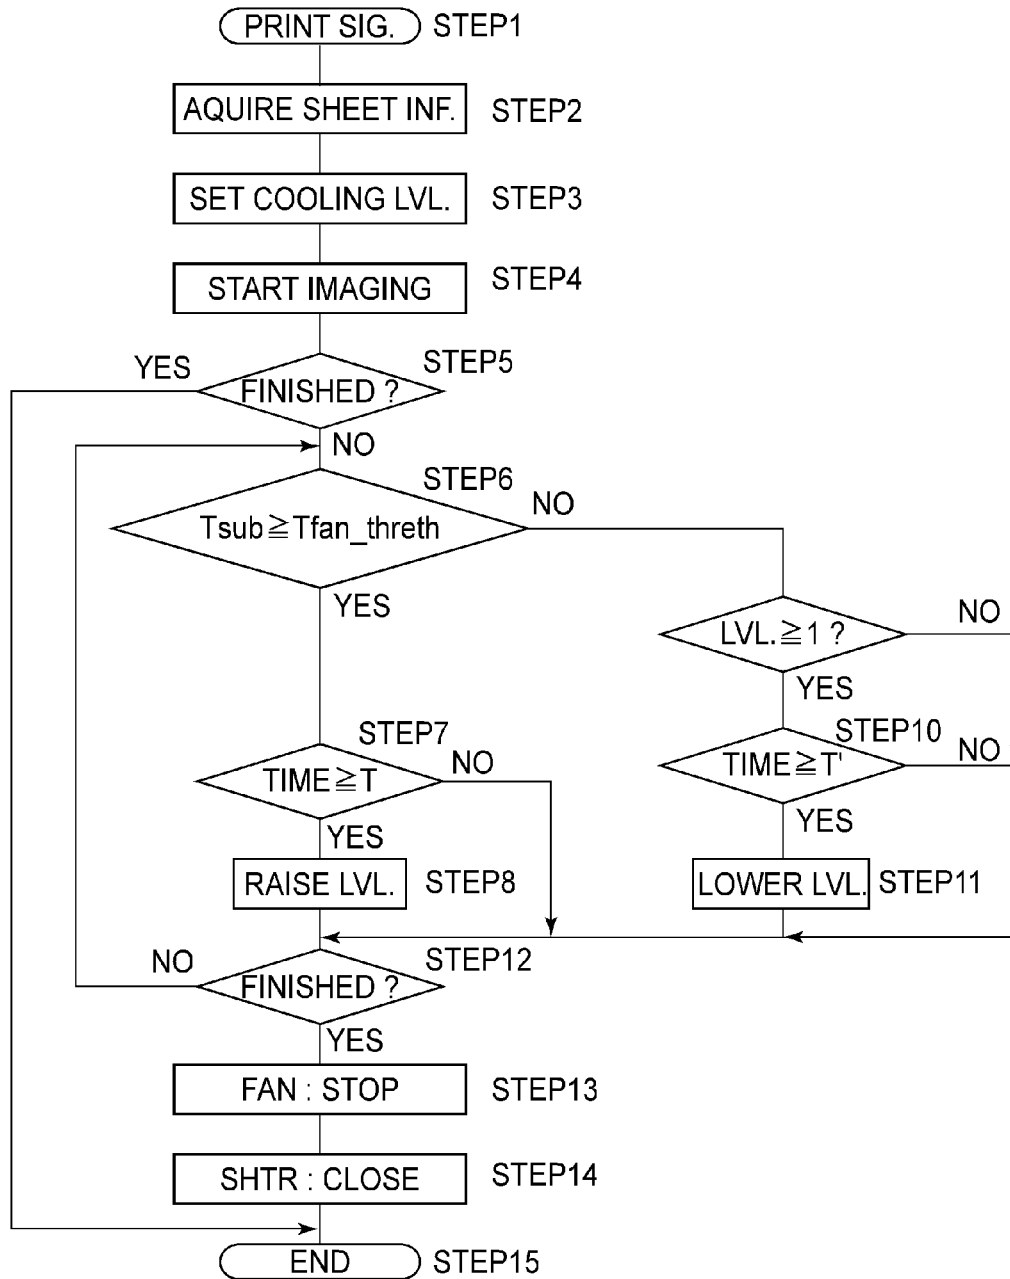 PRINT SIG. STEP1
AQUIRE SHEET INF. STEP2
SET COOLING LVL. STEP3
START IMAGING STEP4
YES STEP5
FINISHED ?
NO
STEP6
NO
Tsub≧Tfan_threth
YES
LVL.≧1 ?
NO
YES
STEP7
STEP10
TIME≧T
NO
TIME≧T'
NO
YES
YES
RAISE LVL. STEP8
LOWER LVL. STEP11
NO STEP12
FINISHED ?
YES
FAN : STOP STEP13
SHTR : CLOSE STEP14
END STEP15